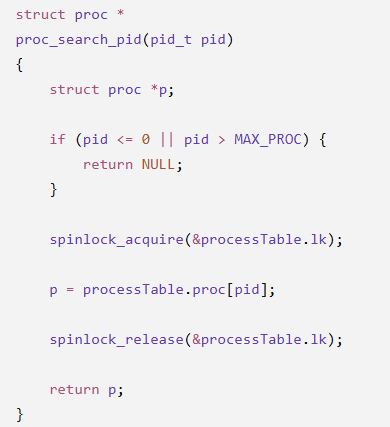 struct proc *
proc_search_pid(pid_t pid)
{
    struct proc *p;

    if (pid <= 0 || pid > MAX_PROC) {
        return NULL;
    }

    spinlock_acquire(&processTable.lk);

    p = processTable.proc[pid];

    spinlock_release(&processTable.lk);

    return p;
}